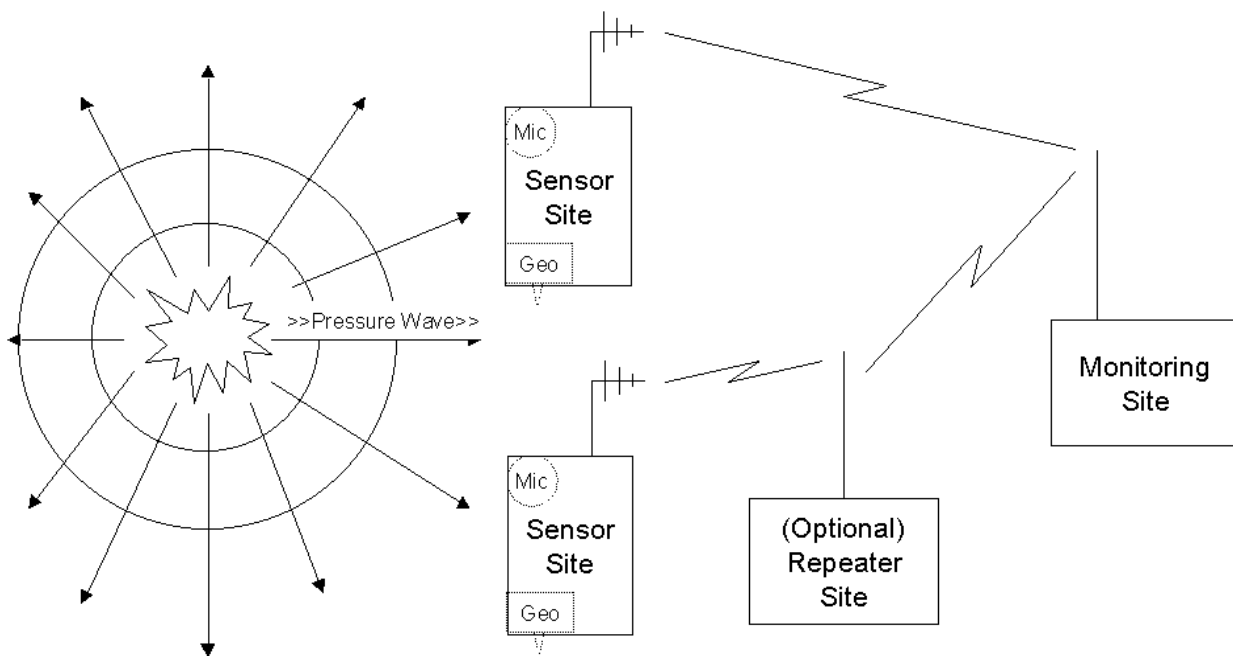 Mic
Sensor
Site
Geo
>>Pressure Wave>>
Monitoring
Site
Mic
Sensor
Site
Geo
(Optional)
Repeater
Site